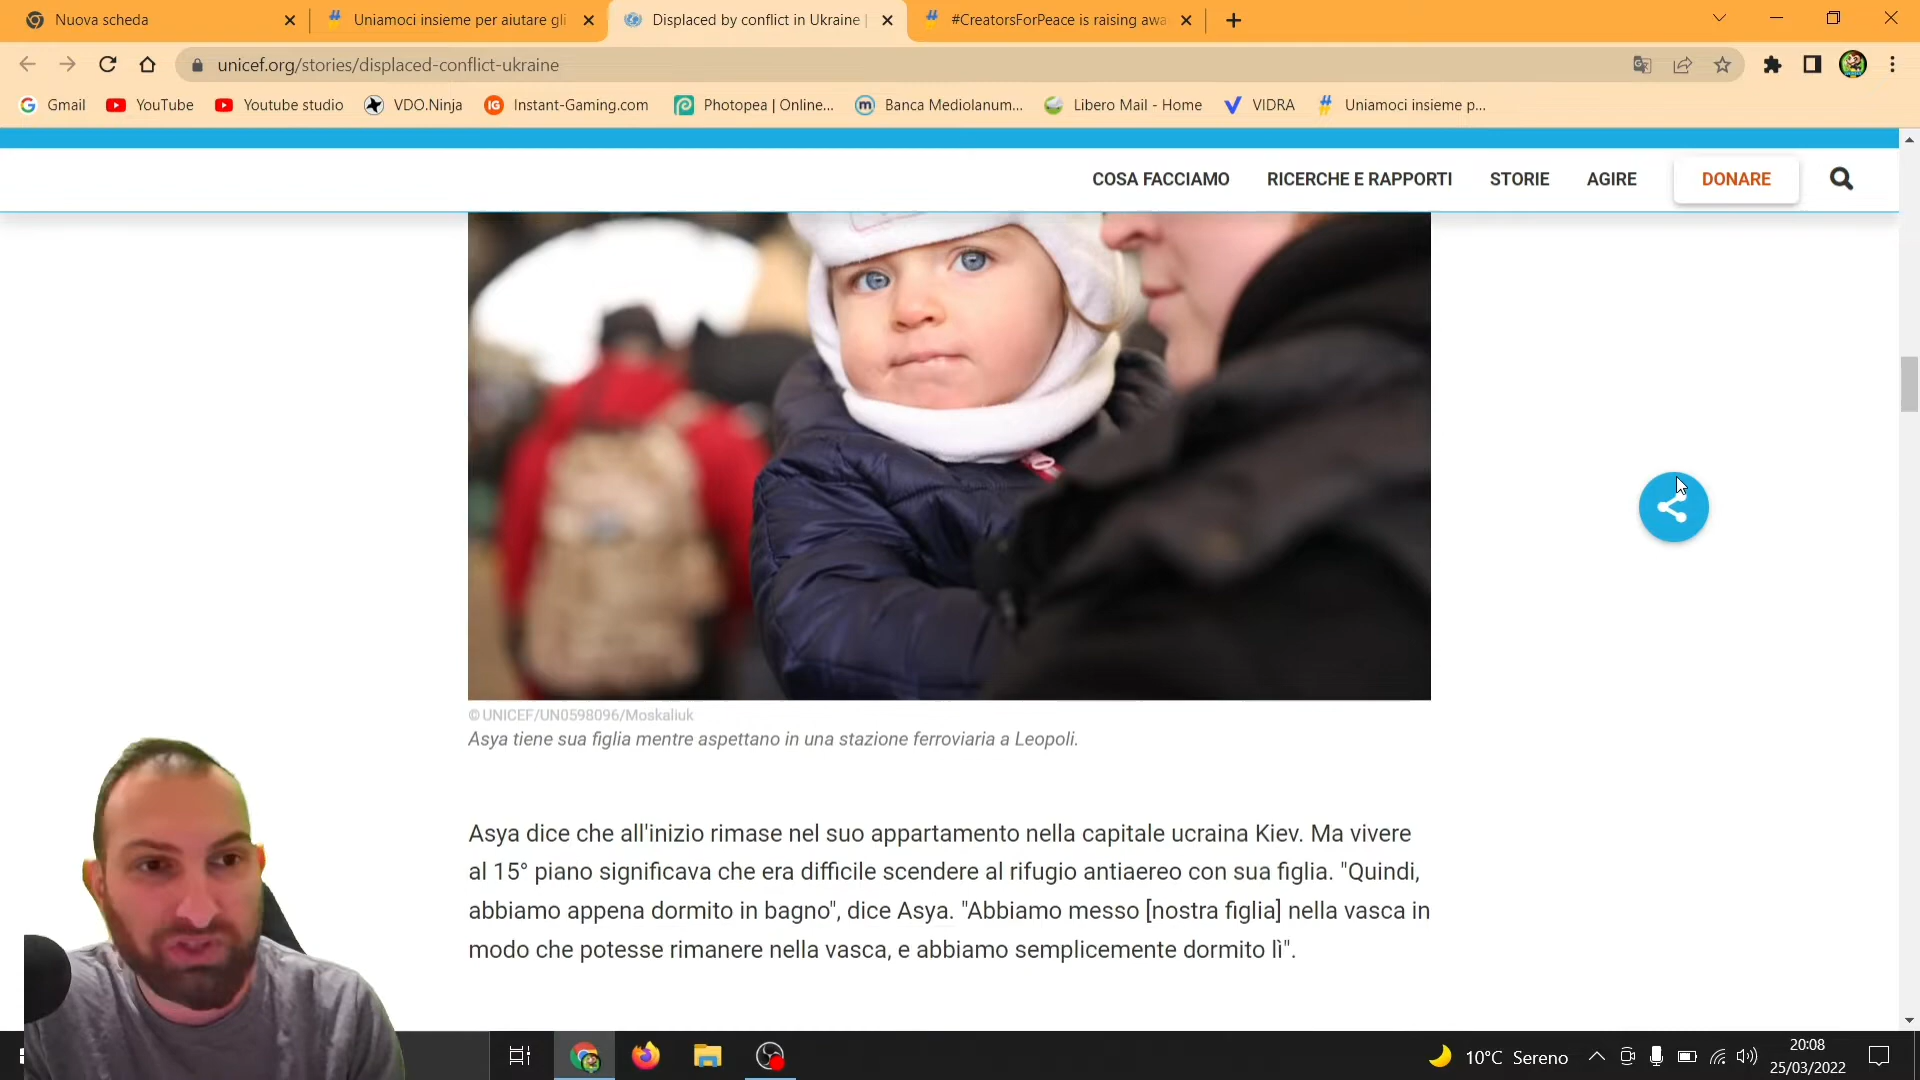 Nuova scheda
Uniamoci insieme per aiutare gli
Displaced by conflict in Ukraine |
#CreatorsForPeace is raising awa
unicef.org/stories/displaced-conflict-ukraine
Gmail YouTube Youtube studio VDO.Ninja Instant-Gaming.com Photopea | Online... Banca Mediolanum... Libero Mail - Home VIDRA Uniamoci insieme p...
COSA FACCIAMO RICERCHE E RAPPORTI STORIE AGIRE DONARE
© UNICEF/UN0598096/Moskaliuk
Asya tiene sua figlia mentre aspettano in una stazione ferroviaria a Leopoli.
Asya dice che all'inizio rimase nel suo appartamento nella capitale ucraina Kiev. Ma vivere
al 15° piano significava che era difficile scendere al rifugio antiaereo con sua figlia. "Quindi,
abbiamo appena dormito in bagno", dice Asya. "Abbiamo messo [nostra figlia] nella vasca in
modo che potesse rimanere nella vasca, e abbiamo semplicemente dormito lì".
10°C Sereno
20:08
25/03/2022